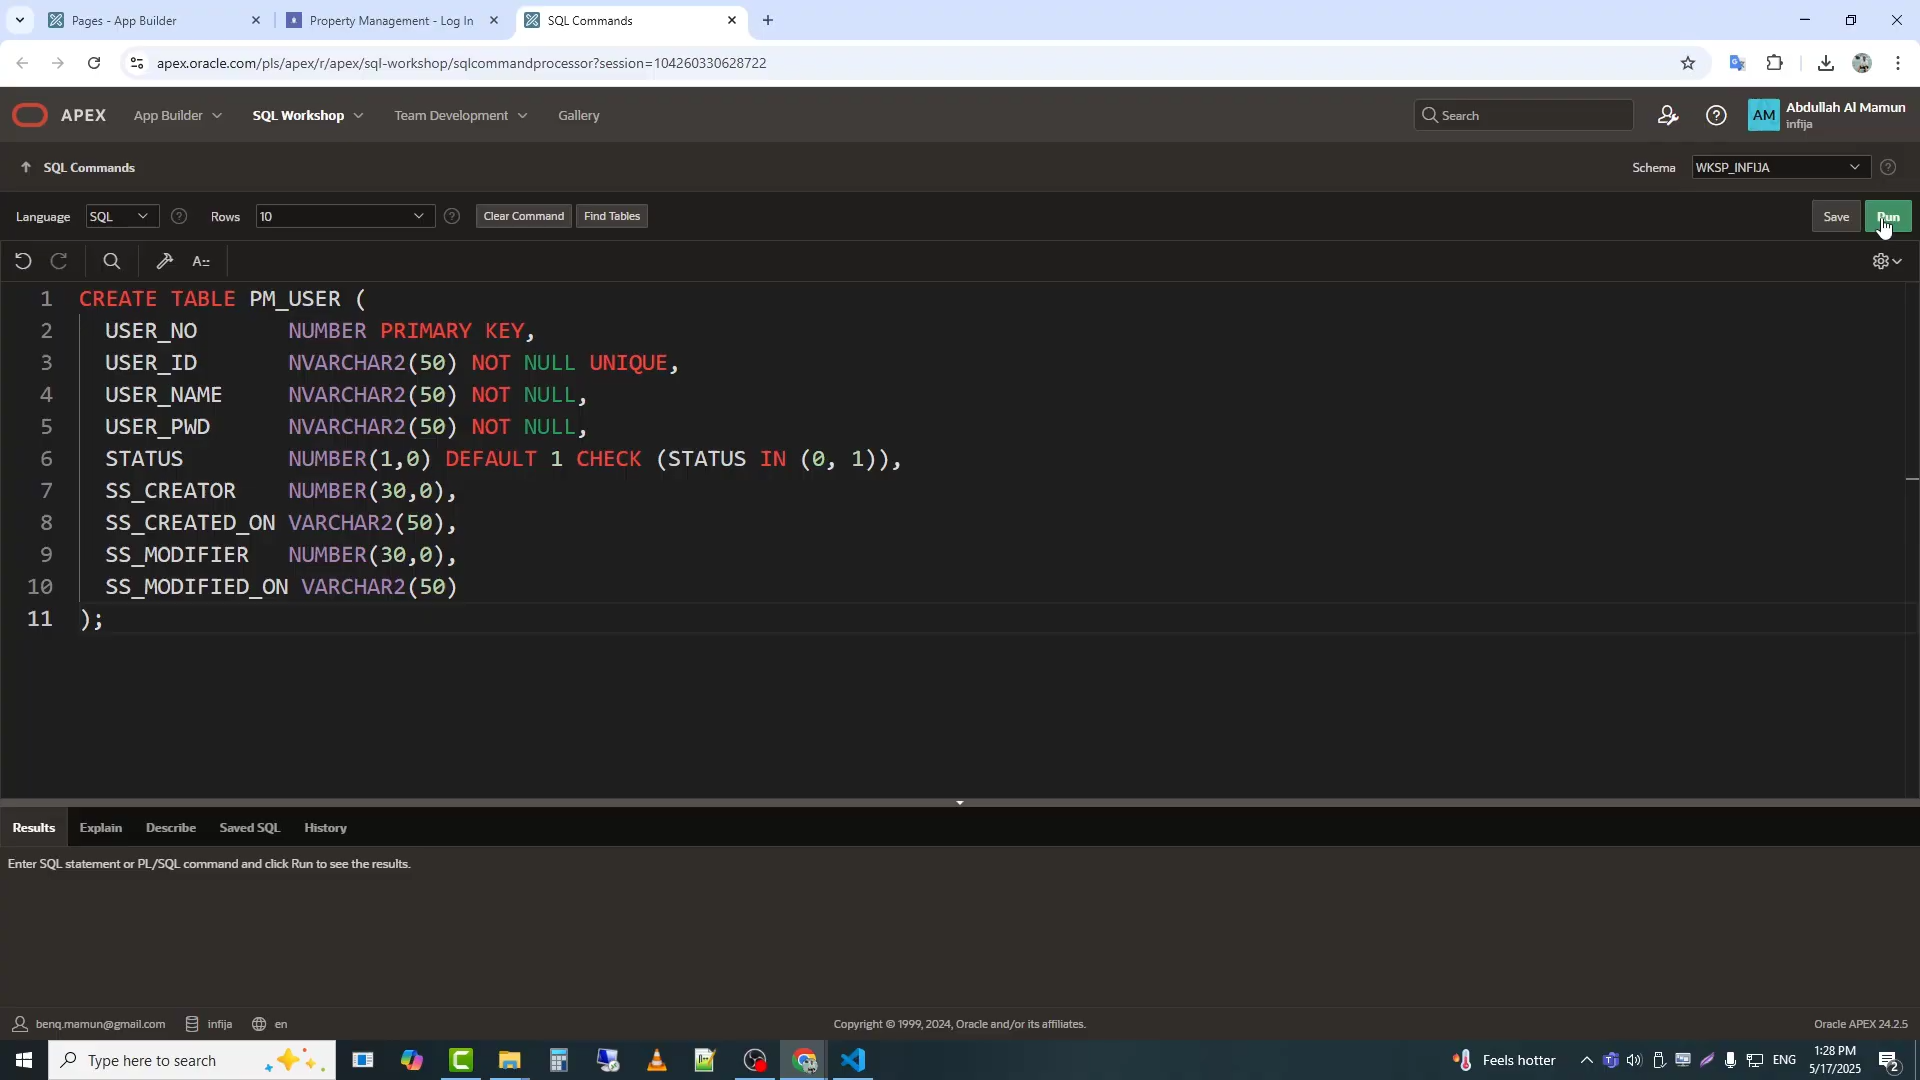 Pages - App Builder
Property Management - Log In
SQL Commands
apex.oracle.com/pls/apex/r/apex/sql-workshop/sqlcommandprocessor?session=104260330628722
APEX
App Builder
SQL Workshop
Team Development
Gallery
Search
AM
Abdullah Al Mamun
infija
SQL Commands
Schema
WKSP_INFIJA
Language
SQL
Rows
10
Clear Command
Find Tables
Save
Run
1 CREATE TABLE PM_USER (
2 USER_NO NUMBER PRIMARY KEY,
3 USER_ID NVARCHAR2(50) NOT NULL UNIQUE,
4 USER_NAME NVARCHAR2(50) NOT NULL,
5 USER_PWD NVARCHAR2(50) NOT NULL,
6 STATUS NUMBER(1,0) DEFAULT 1 CHECK (STATUS IN (0, 1)),
7 SS_CREATOR NUMBER(30,0),
8 SS_CREATED_ON VARCHAR2(50),
9 SS_MODIFIER NUMBER(30,0),
10 SS_MODIFIED_ON VARCHAR2(50)
11 );
Results
Explain
Describe
Saved SQL
History
Enter SQL statement or PL/SQL command and click Run to see the results.
benq.mamun@gmail.com
infija
en
Copyright © 1999, 2024, Oracle and/or its affiliates.
Oracle APEX 24.2.5
Type here to search
Feels hotter
ENG
1:28 PM
5/17/2025
2